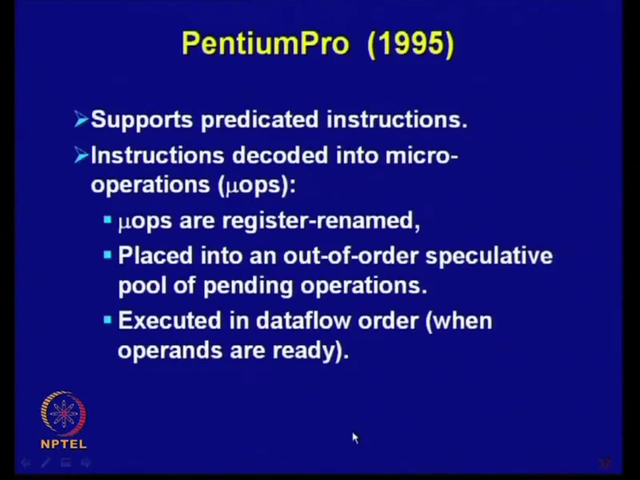 PentiumPro (1995)
Supports predicated instructions.
Instructions decoded into micro-
operations (μops):
μops are register-renamed,
Placed into an out-of-order speculative
pool of pending operations.
Executed in dataflow order (when
operands are ready).
NPTEL